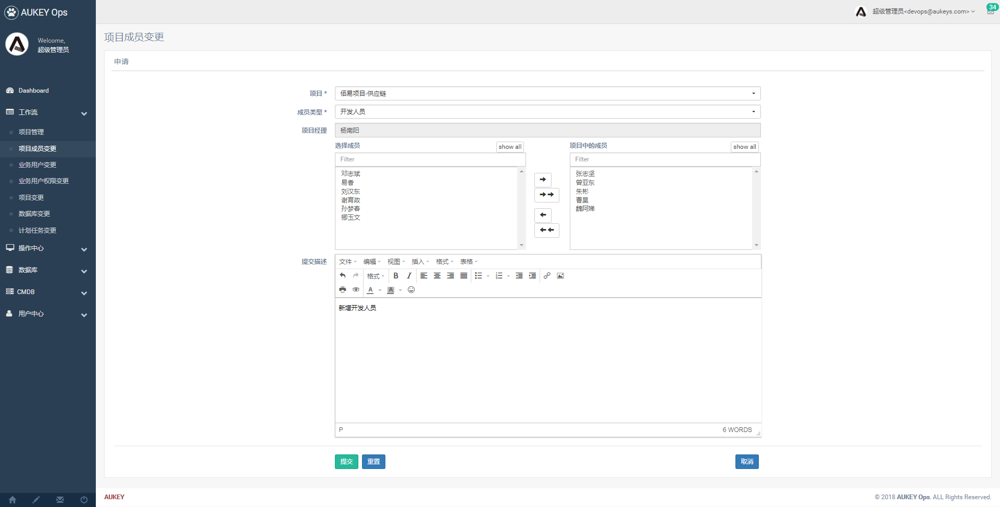 AUKEY Ops
超级管理员<devops@aukeys.com>
34
Welcome,
超级管理员
Dashboard
工作流
项目管理
项目成员变更
业务用户变更
业务用户权限变更
项目变更
数据库变更
计划任务变更
操作中心
数据库
CMDB
用户中心
项目成员变更
申请
项目 *
佰易项目-供应链
成员类型 *
开发人员
项目经理
杨南阳
选择成员
show all
项目中的成员
show all
Filter
Filter
邓志斌
易香
刘汉东
谢育政
孙梦春
卿玉文
张志坚
曾亚东
朱彬
曹昊
魏阿娣
提交描述
文件 编辑 视图 插入 格式 表格
格式 B I
A A
新增开发人员
P
6 WORDS
提交 重置 取消
AUKEY
© 2018 AUKEY Ops. ALL Rights Reserved.